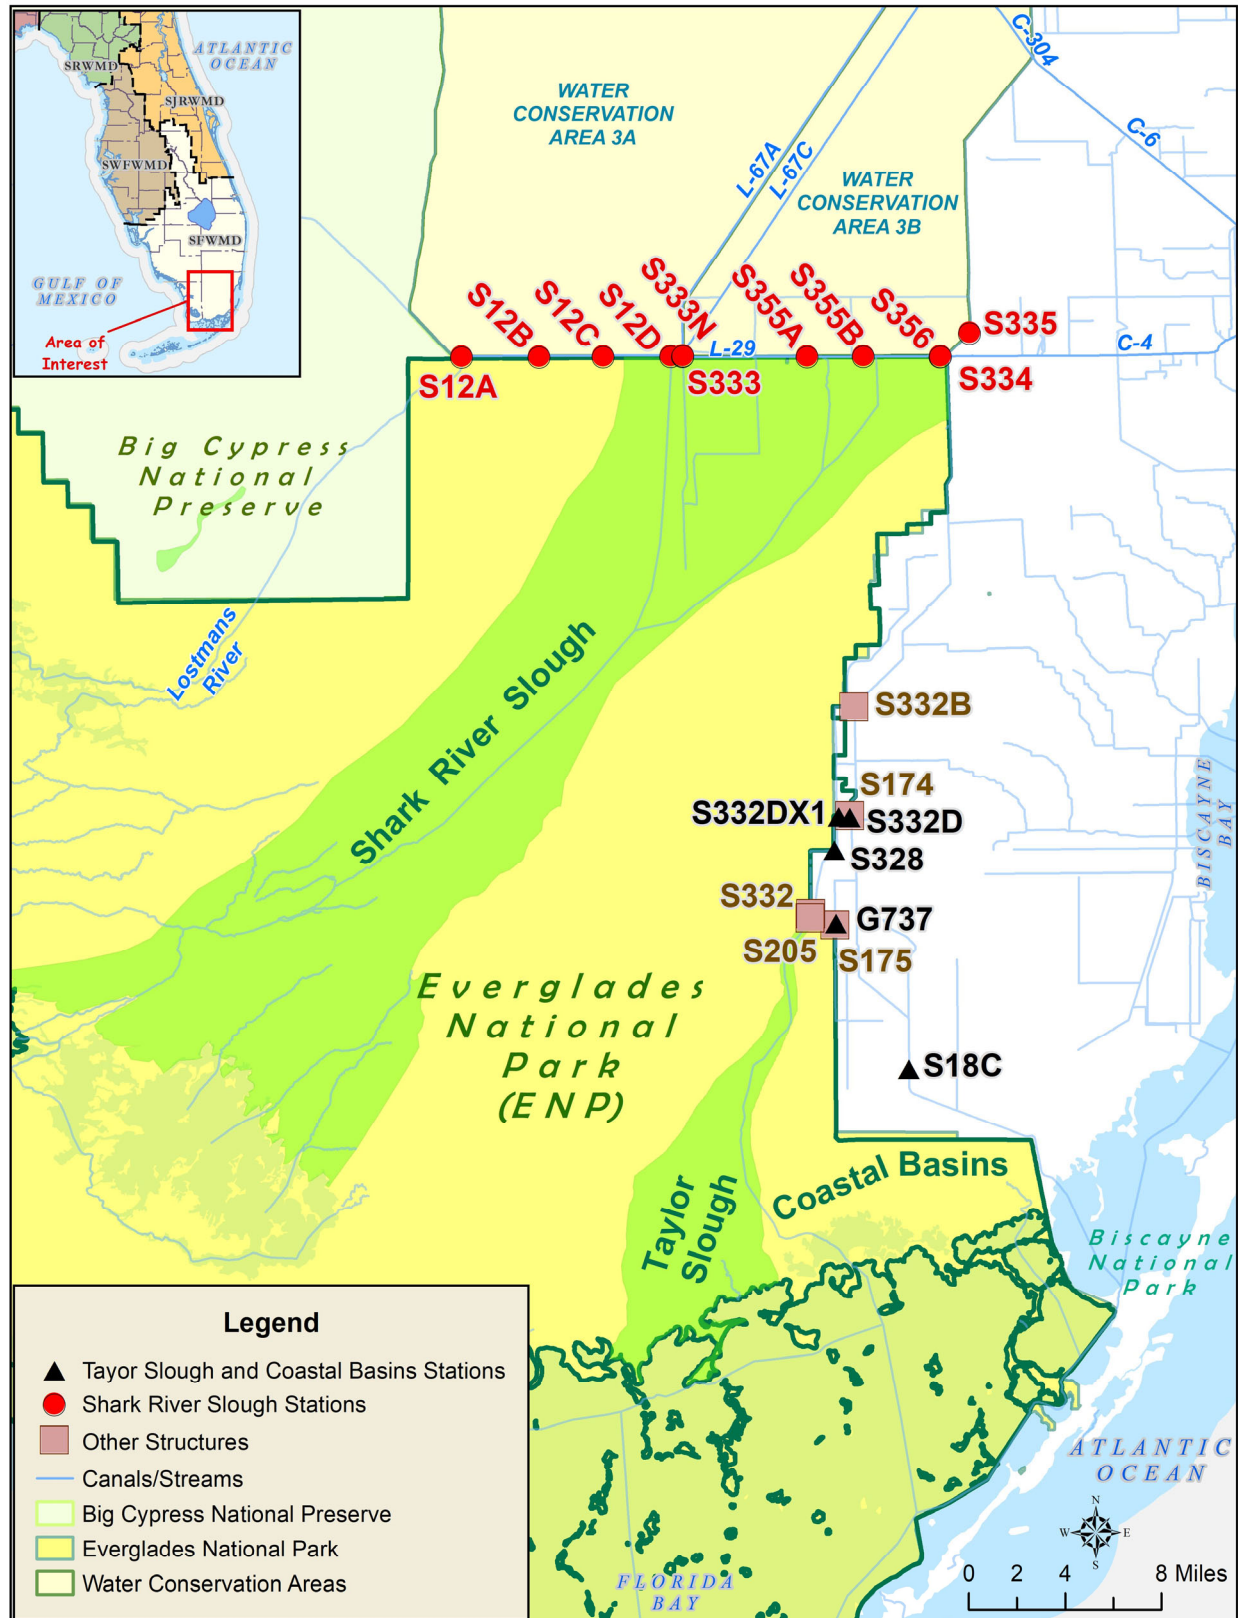 ATLANTIC
OCEAN
SRWMD
SJRWMD
SWFWMD
SFWMD
GULF OF
MEXICO
Area of
Interest
C-304
C-6
WATER
CONSERVATION
AREA 3A
L-67A
L-67C
WATER
CONSERVATION
AREA 3B
S12B
S12C
S12D
S333N
S355A
S355B
S356
S335
L-29
C-4
S12A
S333
S334
Big Cypress
National
Preserve
Lostmans
River
Shark River Slough
S332B
S174
S332DX1
S332D
S328
S332
G737
S205
S175
BISCAYNE
BAY
Everglades
National
Park
(ENP)
S18C
Coastal Basins
Taylor
Slough
Biscayne
National
Park
Legend
Tayor Slough and Coastal Basins Stations
Shark River Slough Stations
Other Structures
Canals/Streams
Big Cypress National Preserve
Everglades National Park
Water Conservation Areas
FLORIDA
BAY
ATLANTIC
OCEAN
N
W E
S
0 2 4 8 Miles